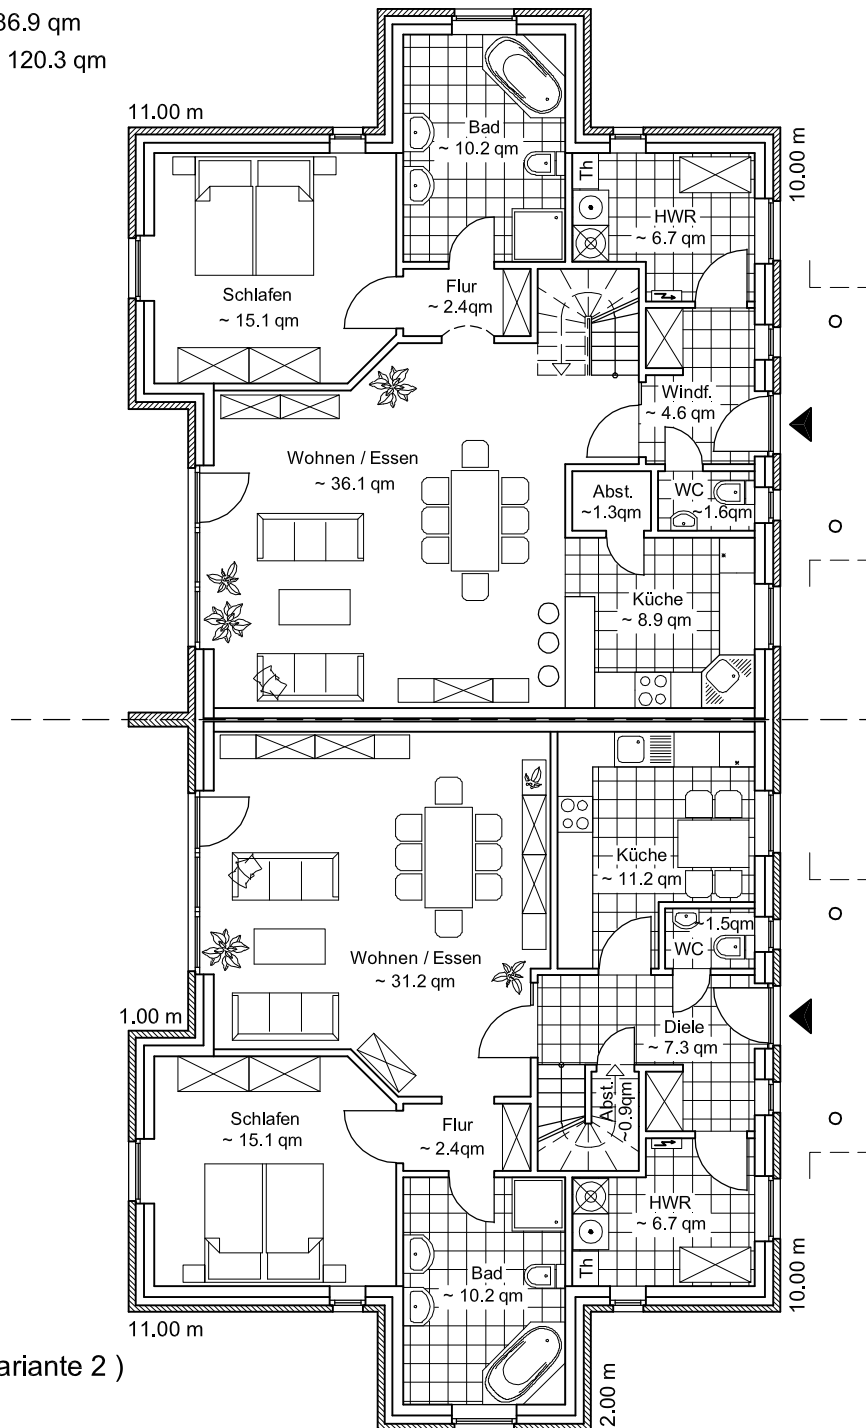 36.9 qm
120.3 qm
11.00 m
10.00 m
Bad
~ 10.2 qm
Th
HWR
~ 6.7 qm
Schlafen
~ 15.1 qm
Flur
~ 2.4qm
Windf.
~ 4.6 qm
Wohnen / Essen
~ 36.1 qm
Abst.
~1.3qm
WC
~1.6qm
Küche
~ 8.9 qm
Küche
~ 11.2 qm
~1.5qm
WC
Wohnen / Essen
~ 31.2 qm
1.00 m
Diele
~ 7.3 qm
Abst.
~0.9qm
Schlafen
~ 15.1 qm
Flur
~ 2.4qm
HWR
~ 6.7 qm
Th
Bad
~ 10.2 qm
10.00 m
11.00 m
ariante 2 )
2.00 m